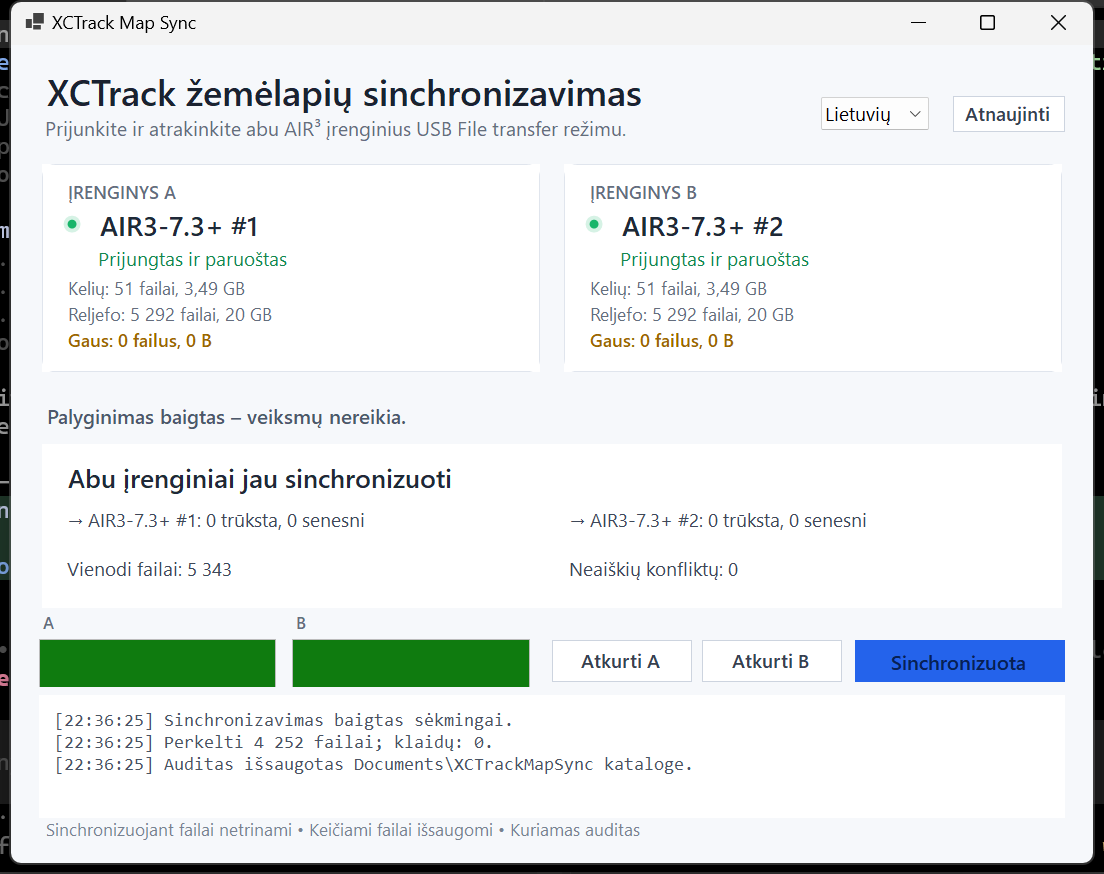 XCTrack Map Sync
XCTrack žemėlapių sinchronizavimas
Prijunkite ir atrakinkite abu AIR³ įrenginius USB File transfer režimu.
Lietuvių
Atnaujinti
ĮRENGINYS A
AIR3-7.3+ #1
Prijungtas ir paruoštas
Kelių: 51 failai, 3,49 GB
Reljefo: 5 292 failai, 20 GB
Gaus: 0 failus, 0 B
ĮRENGINYS B
AIR3-7.3+ #2
Prijungtas ir paruoštas
Kelių: 51 failai, 3,49 GB
Reljefo: 5 292 failai, 20 GB
Gaus: 0 failus, 0 B
Palyginimas baigtas – veiksmų nereikia.
Abu įrenginiai jau sinchronizuoti
→ AIR3-7.3+ #1: 0 trūksta, 0 senesni
→ AIR3-7.3+ #2: 0 trūksta, 0 senesni
Vienodi failai: 5 343
Neaiškių konfliktų: 0
A
B
Atkurti A
Atkurti B
Sinchronizuota
[22:36:25] Sinchronizavimas baigtas sėkmingai.
[22:36:25] Perkelti 4 252 failai; klaidų: 0.
[22:36:25] Auditas išsaugotas Documents\XCTrackMapSync kataloge.
Sinchronizuojant failai netrinami • Keičiami failai išsaugomi • Kuriamas auditas